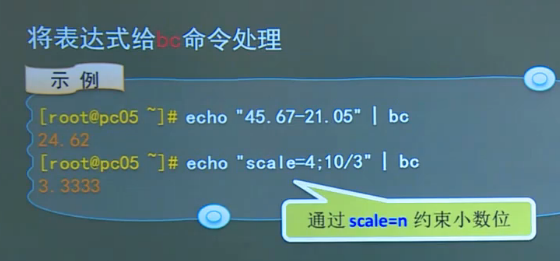 将表达式给bc命令处理
示 例
[root@pc05 ~]# echo "45.67-21.05" | bc
24.62
[root@pc05 ~]# echo "scale=4;10/3" | bc
3.3333
通过 scale=n 约束小数位